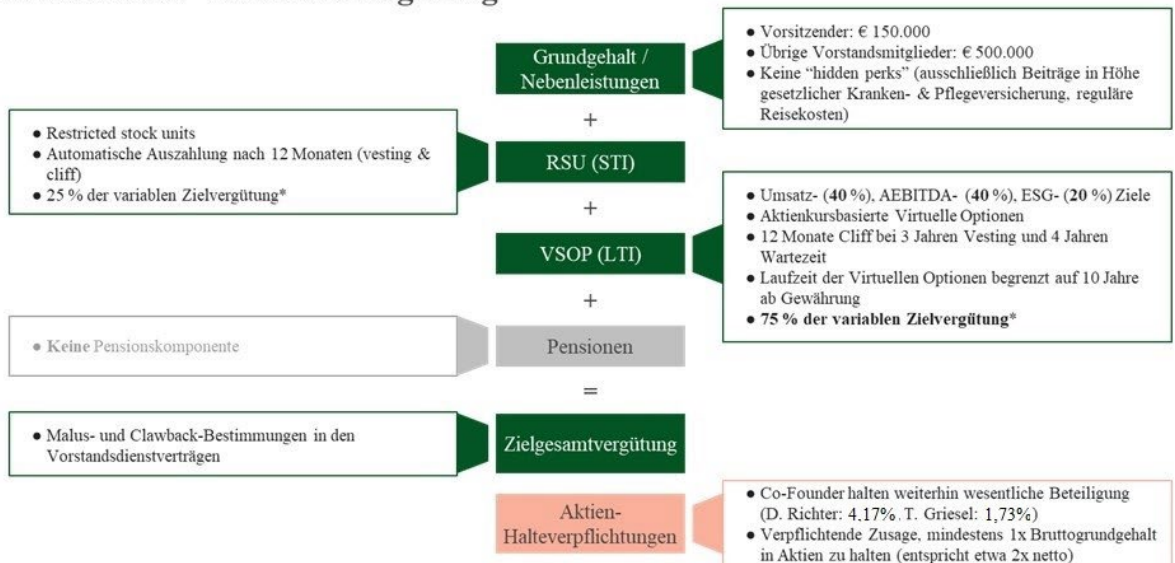 Grundgehalt /
Nebenleistungen
● Vorsitzender: € 150.000
● Übrige Vorstandsmitglieder: € 500.000
● Keine “hidden perks” (ausschließlich Beiträge in Höhe
gesetzlicher Kranken- & Pflegeversicherung, reguläre
Reisekosten)
+
● Restricted stock units
● Automatische Auszahlung nach 12 Monaten (vesting &
cliff)
● 25 % der variablen Zielvergütung*
RSU (STI)
+
VSOP (LTI)
● Umsatz- (40 %), AEBITDA- (40 %), ESG- (20 %) Ziele
● Aktienkursbasierte Virtuelle Optionen
● 12 Monate Cliff bei 3 Jahren Vesting und 4 Jahren
Wartezeit
● Laufzeit der Virtuellen Optionen begrenzt auf 10 Jahre
ab Gewährung
● 75 % der variablen Zielvergütung*
+
● Keine Pensionskomponente
Pensionen
=
● Malus- und Clawback-Bestimmungen in den
Vorstandsdienstverträgen
Zielgesamtvergütung
Aktien-
Halteverpflichtungen
● Co-Founder halten weiterhin wesentliche Beteiligung
(D. Richter: 4,17%. T. Griesel: 1,73%)
● Verpflichtende Zusage, mindestens 1x Bruttogrundgehalt
in Aktien zu halten (entspricht etwa 2x netto)